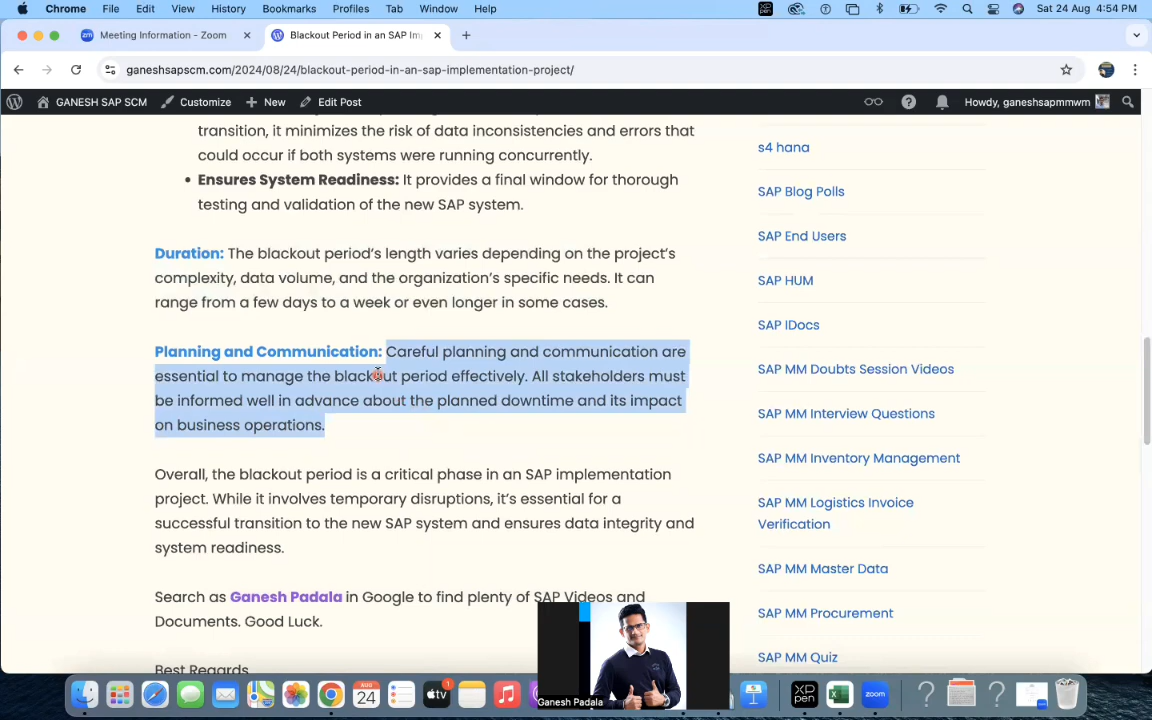 Chrome File Edit View History Bookmarks Profiles Tab Window Help Sat 24 Aug 4:54 PM
zm Meeting Information - Zoom Blackout Period in an SAP Im
ganeshsapscm.com/2024/08/24/blackout-period-in-an-sap-implementation-project/
GANESH SAP SCM Customize New Edit Post Howdy, ganeshsapmmwm
transition, it minimizes the risk of data inconsistencies and errors that
could occur if both systems were running concurrently.
• Ensures System Readiness: It provides a final window for thorough
testing and validation of the new SAP system.
Duration: The blackout period's length varies depending on the project's
complexity, data volume, and the organization's specific needs. It can
range from a few days to a week or even longer in some cases.
Planning and Communication: Careful planning and communication are
essential to manage the blackout period effectively. All stakeholders must
be informed well in advance about the planned downtime and its impact
on business operations.
Overall, the blackout period is a critical phase in an SAP implementation
project. While it involves temporary disruptions, it's essential for a
successful transition to the new SAP system and ensures data integrity and
system readiness.
Search as Ganesh Padala in Google to find plenty of SAP Videos and
Documents. Good Luck.
Best Regards
s4 hana
SAP Blog Polls
SAP End Users
SAP HUM
SAP IDocs
SAP MM Doubts Session Videos
SAP MM Interview Questions
SAP MM Inventory Management
SAP MM Logistics Invoice
Verification
SAP MM Master Data
SAP MM Procurement
SAP MM Quiz
Ganesh Padala
AUG
24
tv
1
XP
PEN
zoom